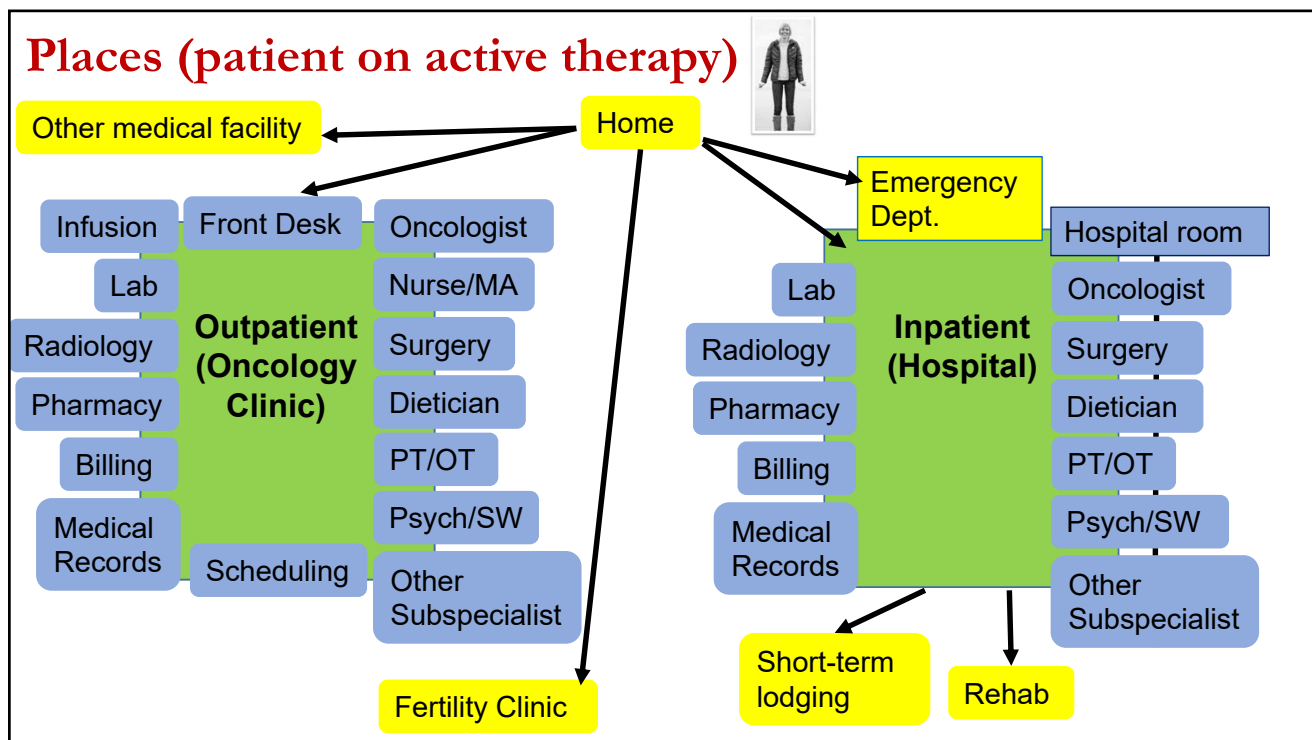 Places (patient on active therapy)
Other medical facility
Home
Emergency
Dept.
Infusion
Front Desk
Oncologist
Lab
Nurse/MA
Radiology
Outpatient
(Oncology
Clinic)
Surgery
Pharmacy
Dietician
Billing
PT/OT
Medical
Records
Psych/SW
Scheduling
Other
Subspecialist
Fertility Clinic
Hospital room
Lab
Oncologist
Radiology
Inpatient
(Hospital)
Surgery
Pharmacy
Dietician
Billing
PT/OT
Medical
Records
Psych/SW
Other
Subspecialist
Short-term
lodging
Rehab